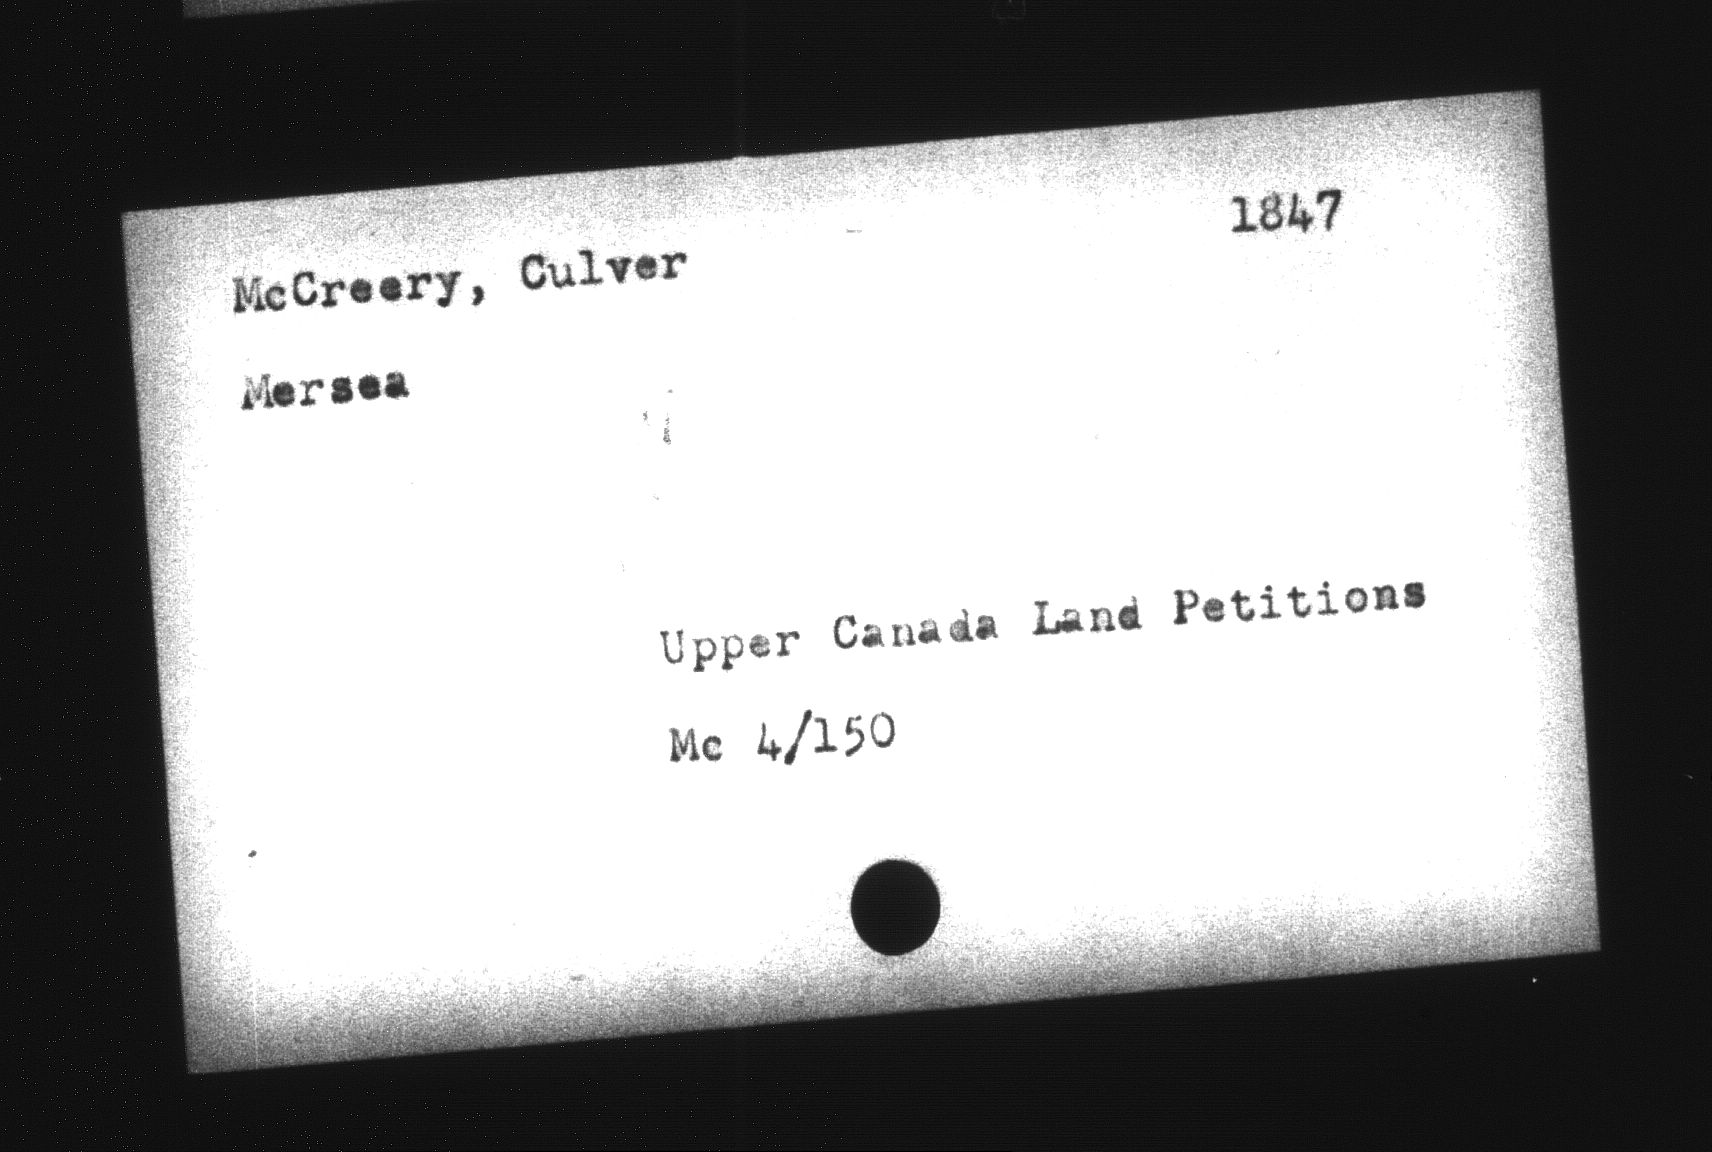 1847
McCreery, Culver
Mersea
Upper Canada Land Petitions
Mc 4/150